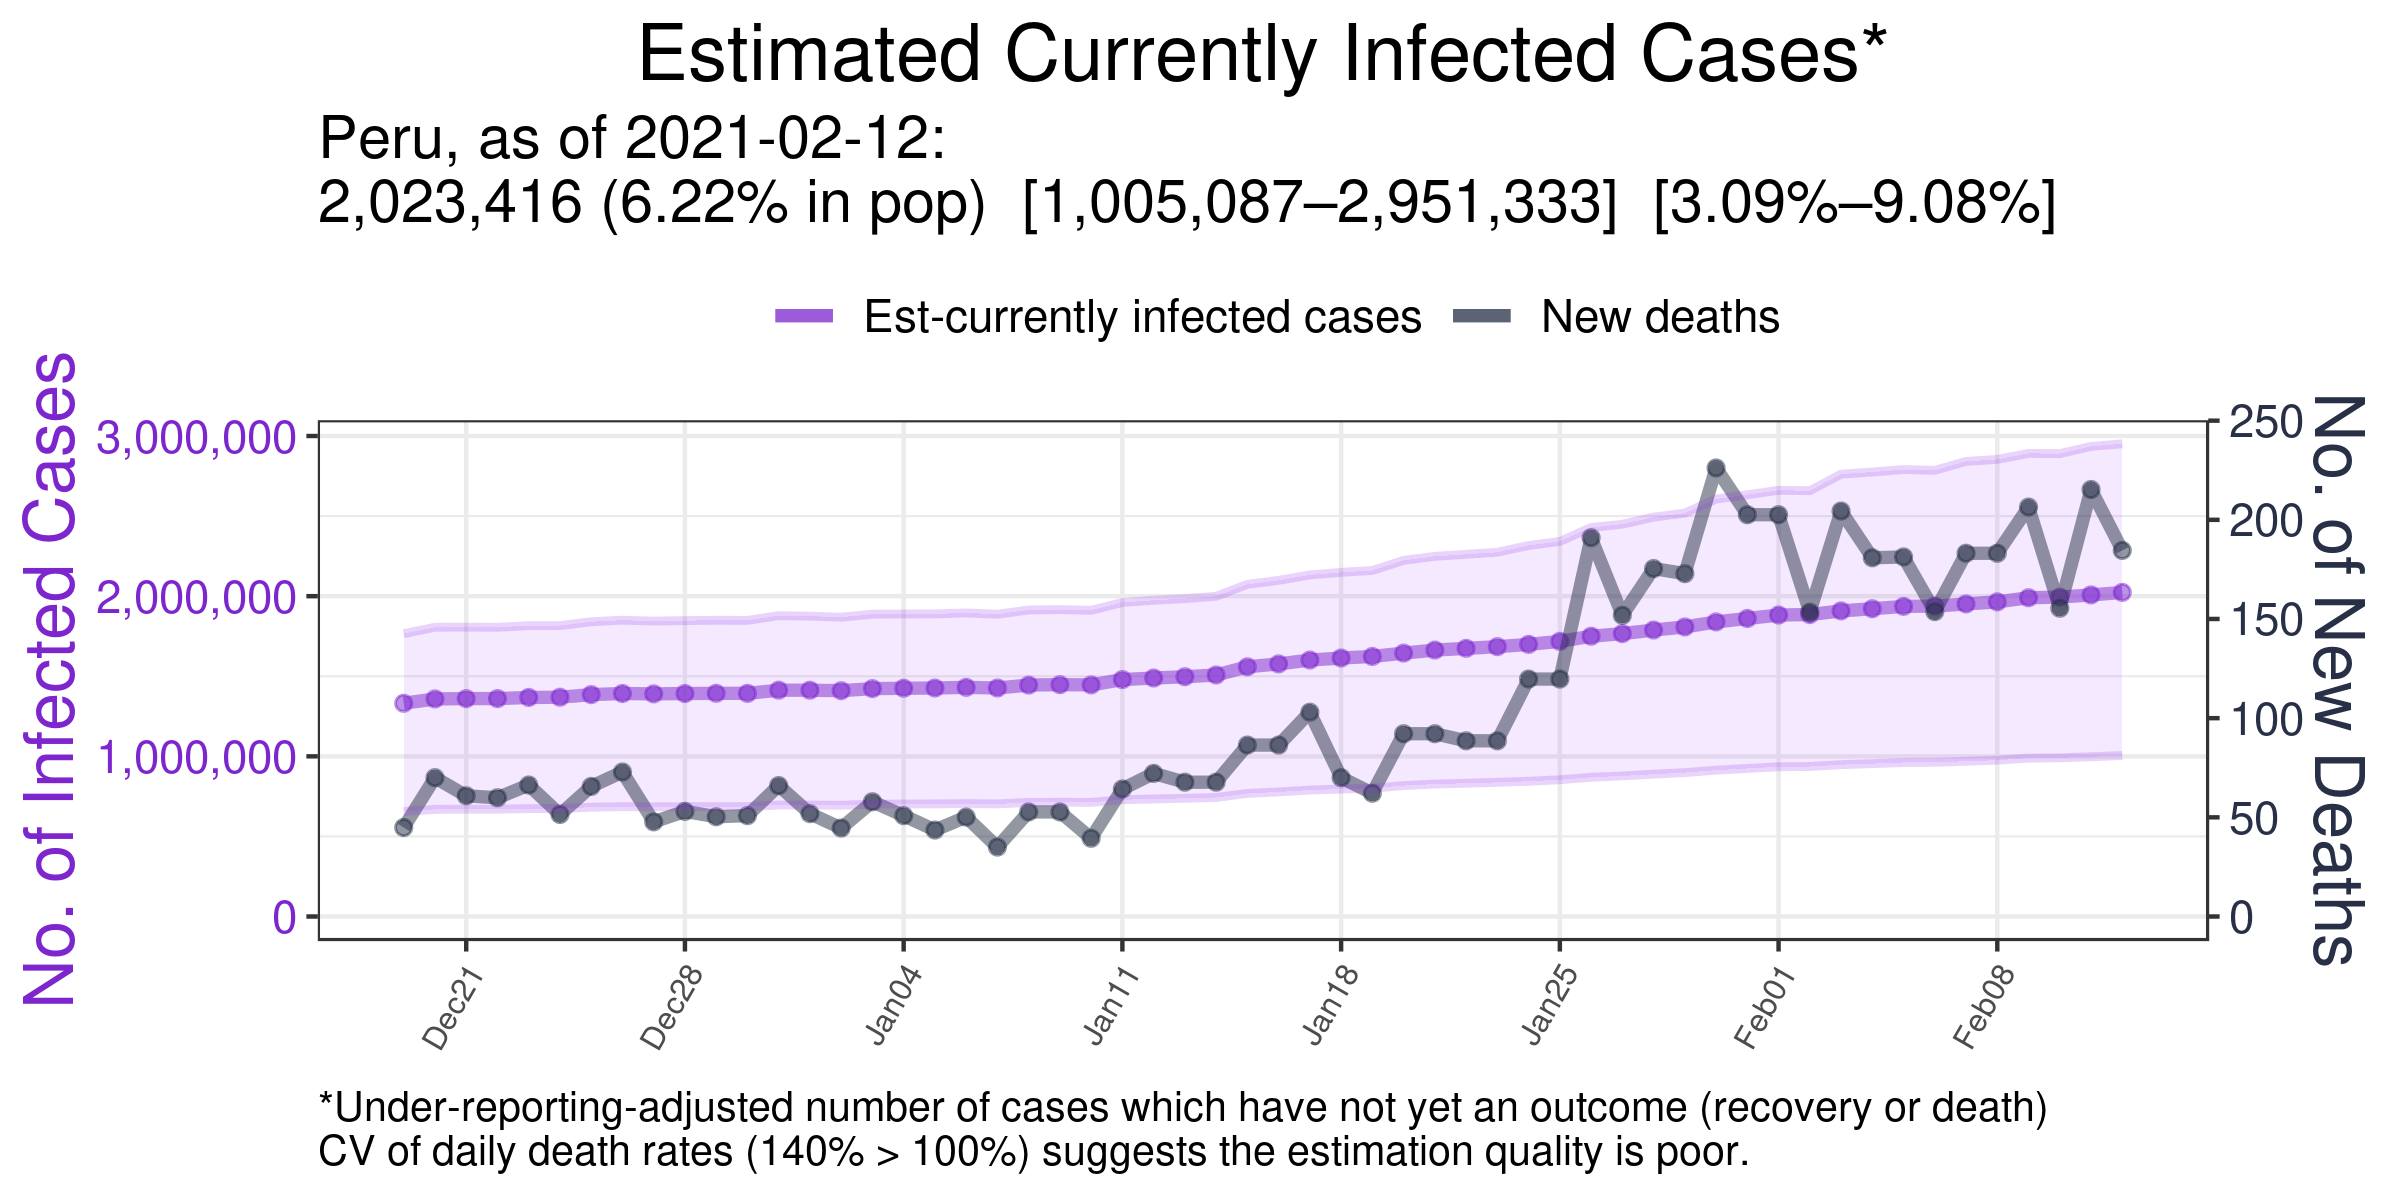 Estimated Currently Infected Cases*
Peru, as of 2021-02-12:
2,023,416 (6.22% in pop)  [1,005,087–2,951,333]  [3.09%–9.08%]
Est-currently infected cases
New deaths
No. of Infected Cases
3,000,000
2,000,000
1,000,000
0
250
200
150
100
50
0
No. of New Deaths
Dec21
Dec28
Jan04
Jan11
Jan18
Jan25
Feb01
Feb08
*Under-reporting-adjusted number of cases which have not yet an outcome (recovery or death)
CV of daily death rates (140% > 100%) suggests the estimation quality is poor.